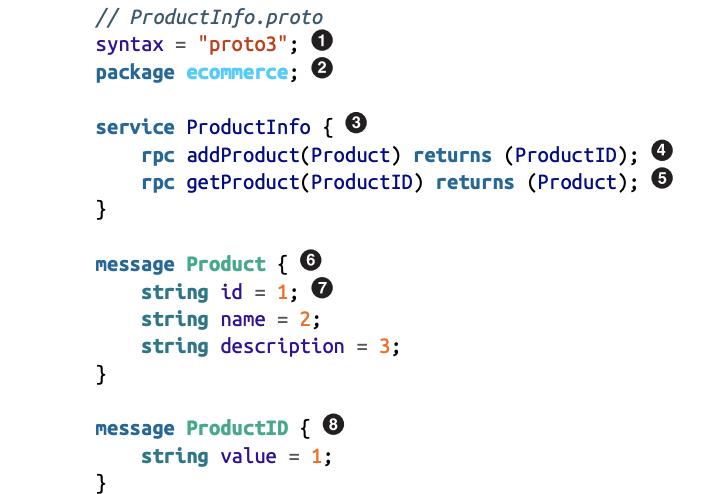 // ProductInfo.proto
syntax = "proto3"; ❶
package ecommerce; ❷

service ProductInfo { ❸
    rpc addProduct(Product) returns (ProductID); ❹
    rpc getProduct(ProductID) returns (Product); ❺
}

message Product { ❻
    string id = 1; ❼
    string name = 2;
    string description = 3;
}

message ProductID { ❽
    string value = 1;
}